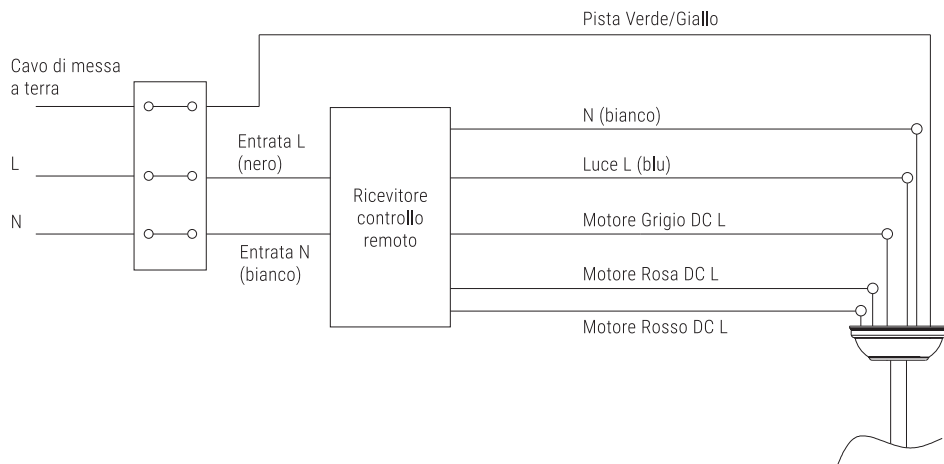 Pista Verde/Giallo
Cavo di messa
a terra
L
N
Entrata L
(nero)
Entrata N
(bianco)
Ricevitore
controllo
remoto
N (bianco)
Luce L (blu)
Motore Grigio DC L
Motore Rosa DC L
Motore Rosso DC L